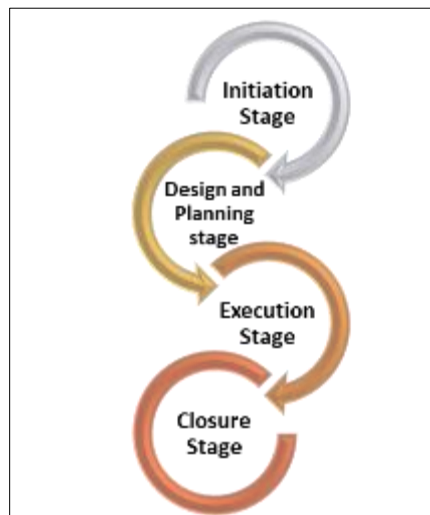 Initiation
Stage
Design and
Planning
stage
Execution
Stage
Closure
Stage